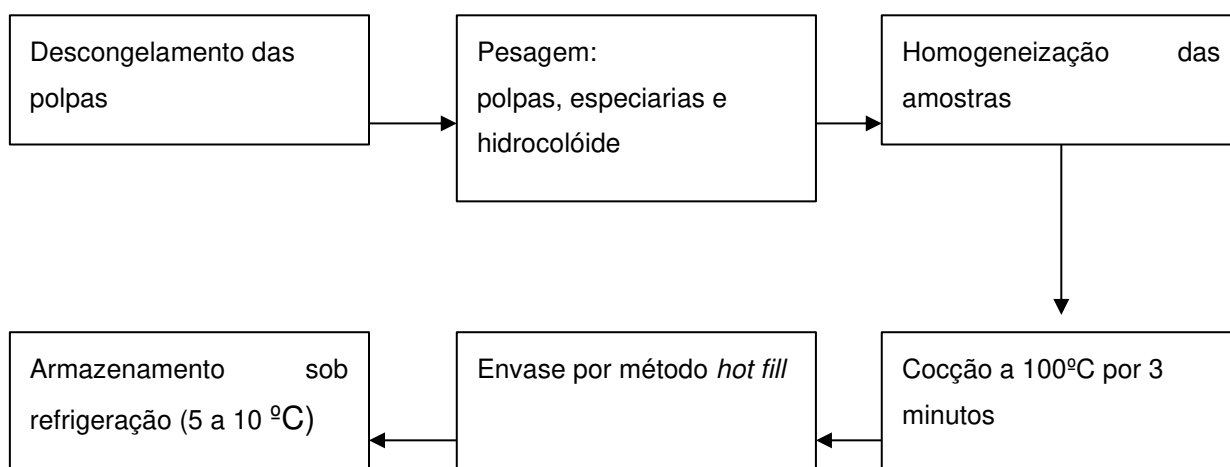 Descongelamento das
polpas
Pesagem:
polpas, especiarias e
hidrocolóide
Homogeneização das
amostras
Cocção a 100ºC por 3
minutos
Envase por método hot fill
Armazenamento sob
refrigeração (5 a 10 ºC)